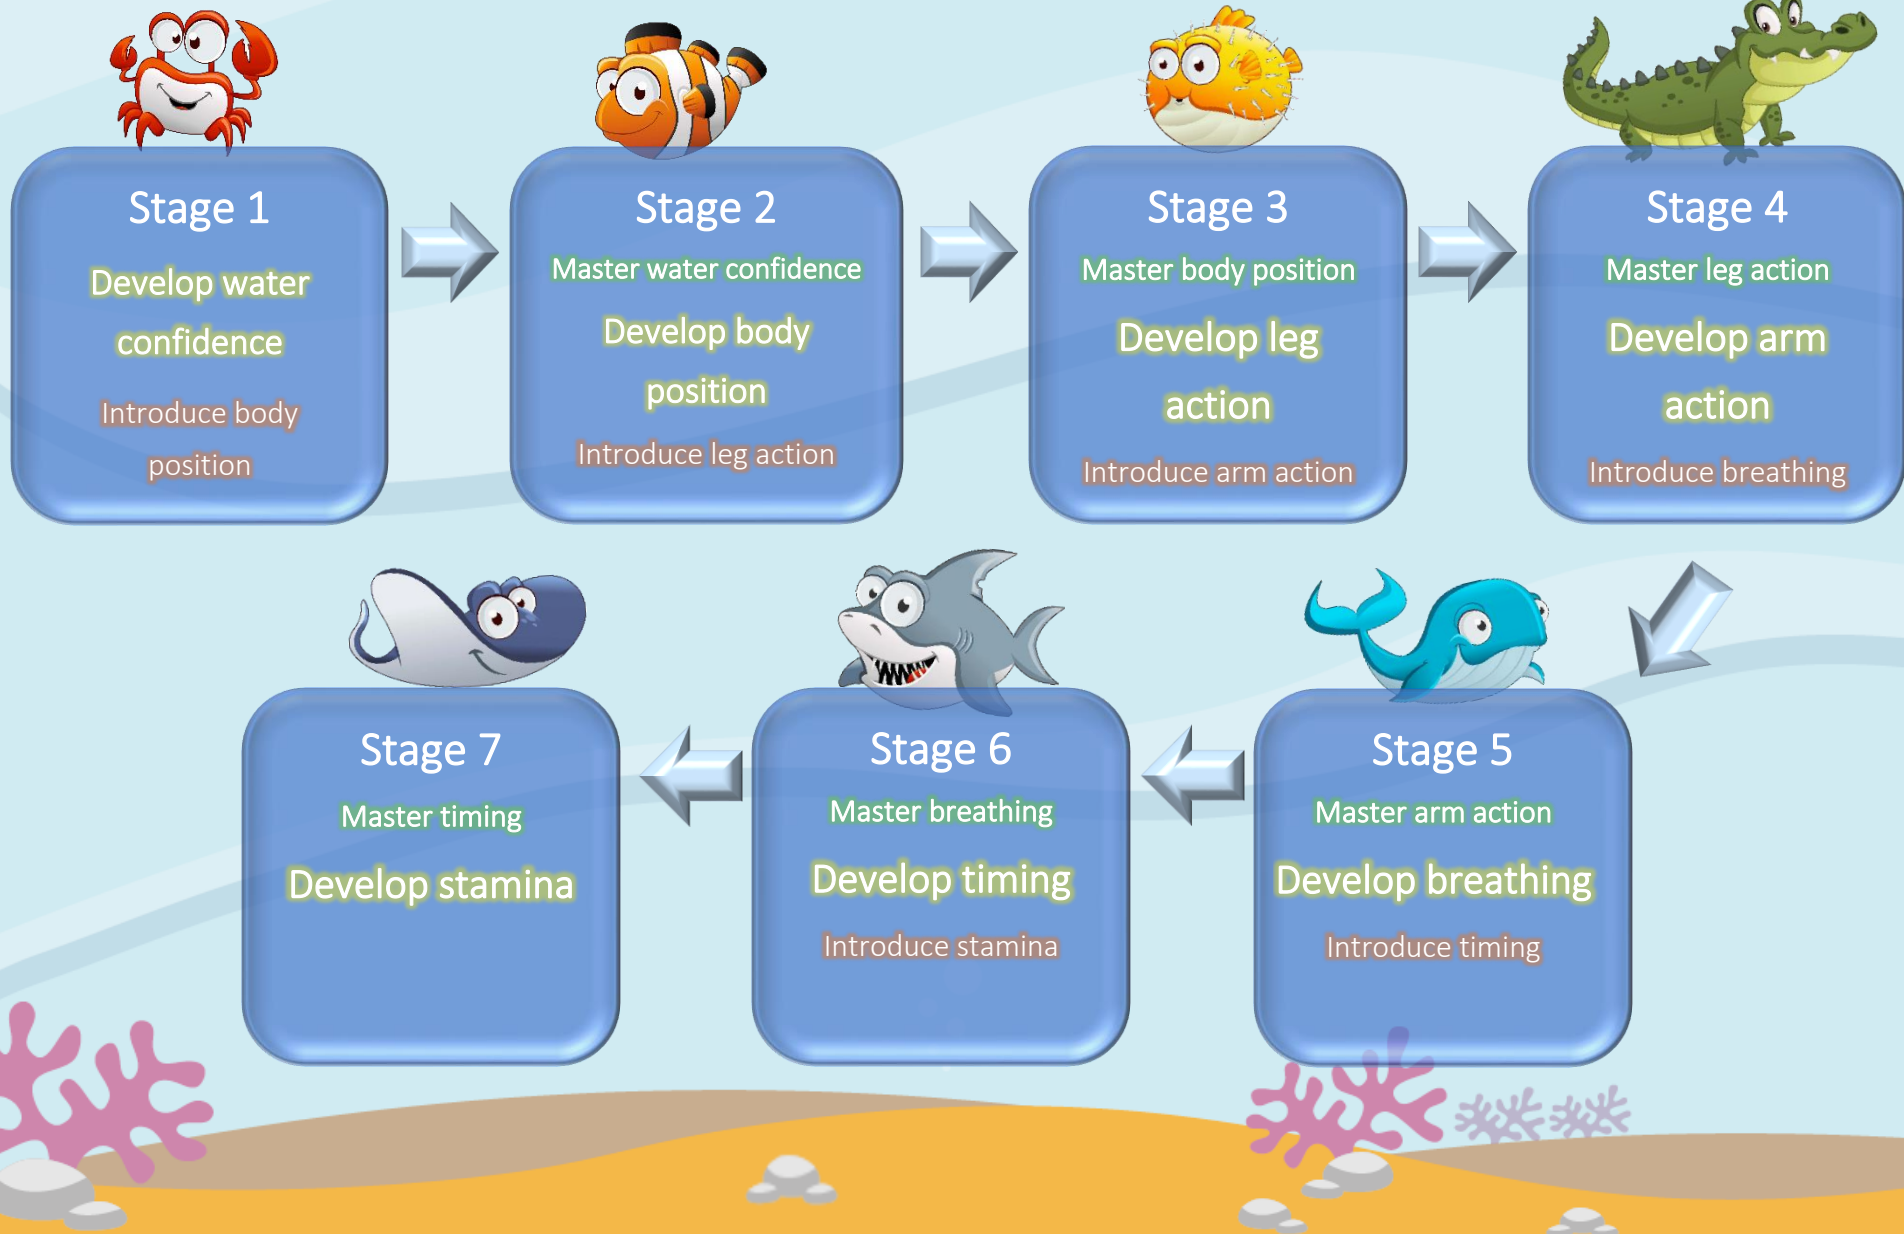 Stage 1
Develop water
confidence
Introduce body
position
Stage 2
Master water confidence
Develop body
position
Introduce leg action
Stage 3
Master body position
Develop leg
action
Introduce arm action
Stage 4
Master leg action
Develop arm
action
Introduce breathing
Stage 5
Master arm action
Develop breathing
Introduce timing
Stage 6
Master breathing
Develop timing
Introduce stamina
Stage 7
Master timing
Develop stamina